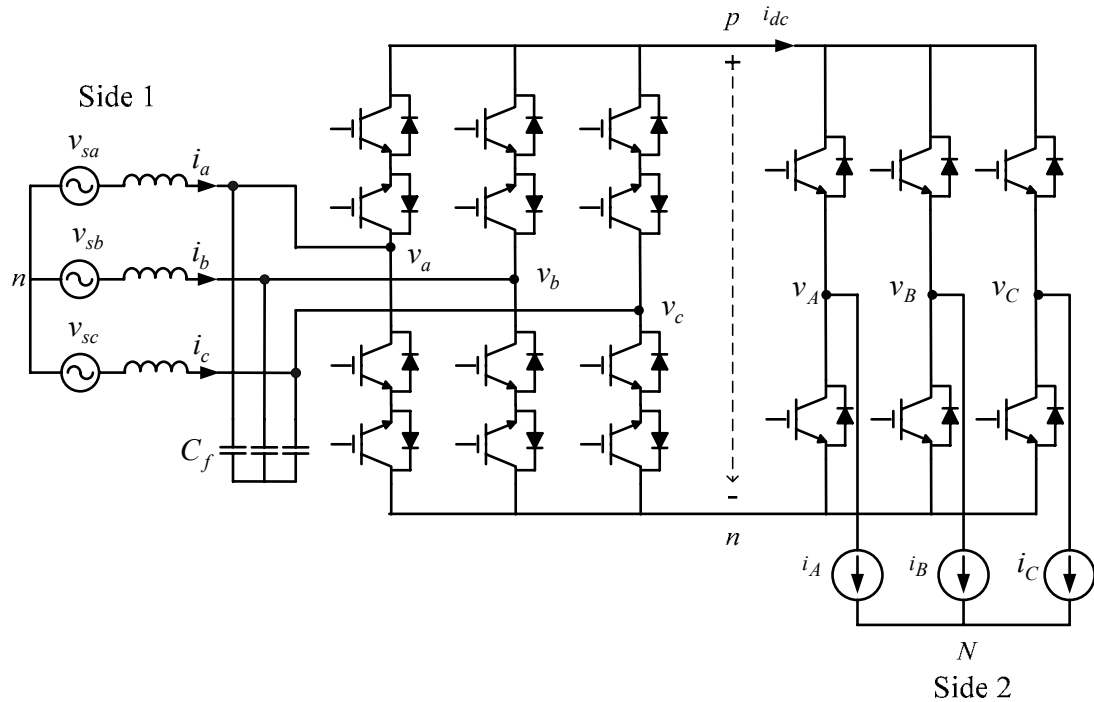 p
i_dc
Side 1
+
v_sa
i_a
v_sb
i_b
v_a
n
v_b
v_A
v_B
v_C
v_sc
i_c
v_c
C_f
-
n
i_A
i_B
i_C
N
Side 2